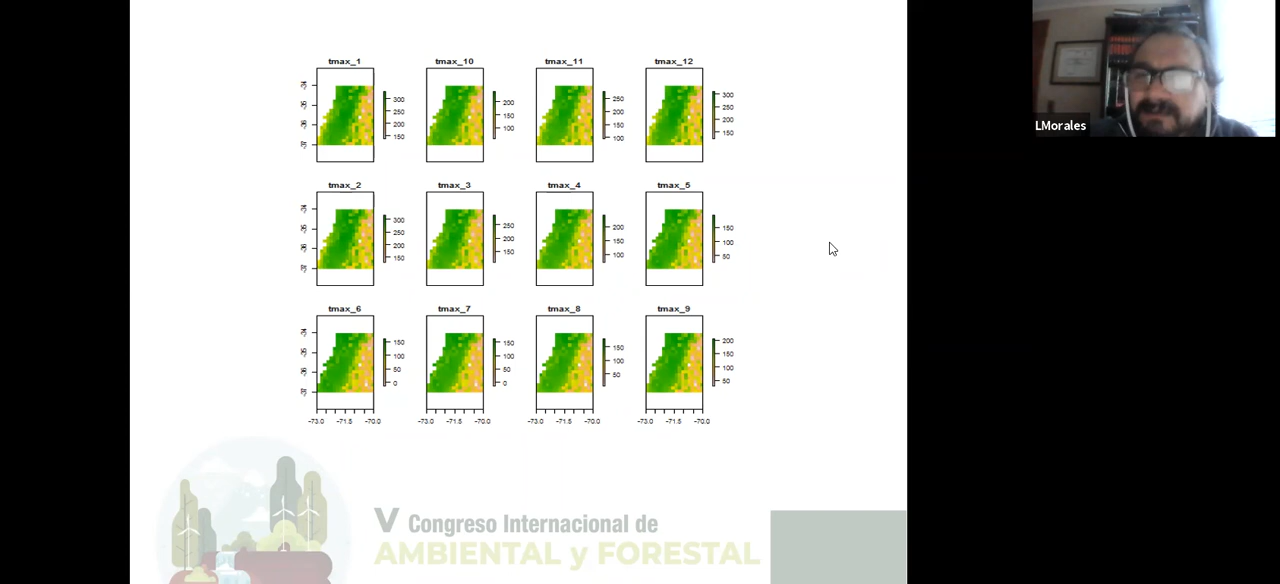 tmax_1 tmax_10 tmax_11 tmax_12
300 250 200 150
200 150 100
250 200 150 100
300 250 200 150
LMorales
tmax_2 tmax_3 tmax_4 tmax_5
300 250 200 150
250 200 150
200 150 100
150 100 50
tmax_6 tmax_7 tmax_8 tmax_9
150 100 50 0
150 100 50 0
150 100 50
200 150 100 50
-73.0 -71.5 -70.0 -73.0 -71.5 -70.0 -73.0 -71.5 -70.0 -73.0 -71.5 -70.0
V Congreso Internacional de
AMBIENTAL y FORESTAL